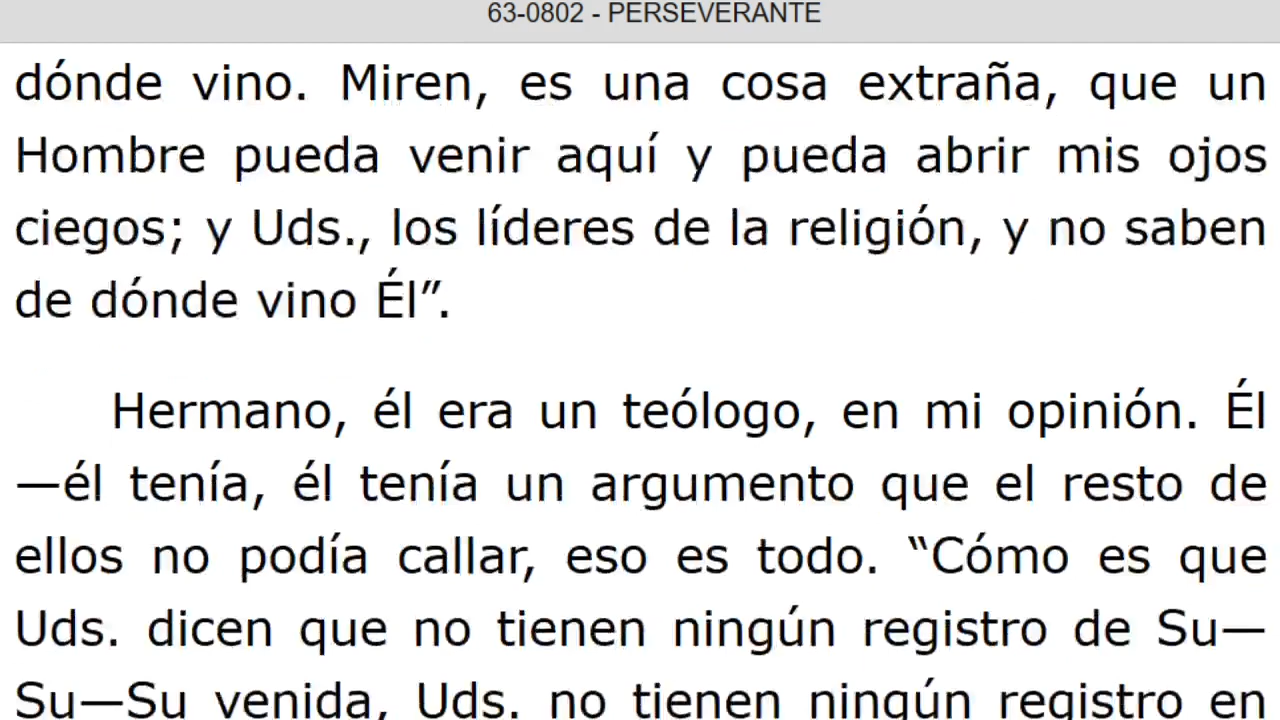 63-0802 - PERSEVERANTE
dónde vino. Miren, es una cosa extraña, que un
Hombre pueda venir aquí y pueda abrir mis ojos
ciegos; y Uds., los líderes de la religión, y no saben
de dónde vino Él”.
Hermano, él era un teólogo, en mi opinión. Él
—él tenía, él tenía un argumento que el resto de
ellos no podía callar, eso es todo. “Cómo es que
Uds. dicen que no tienen ningún registro de Su—
Su—Su venida, Uds. no tienen ningún registro en